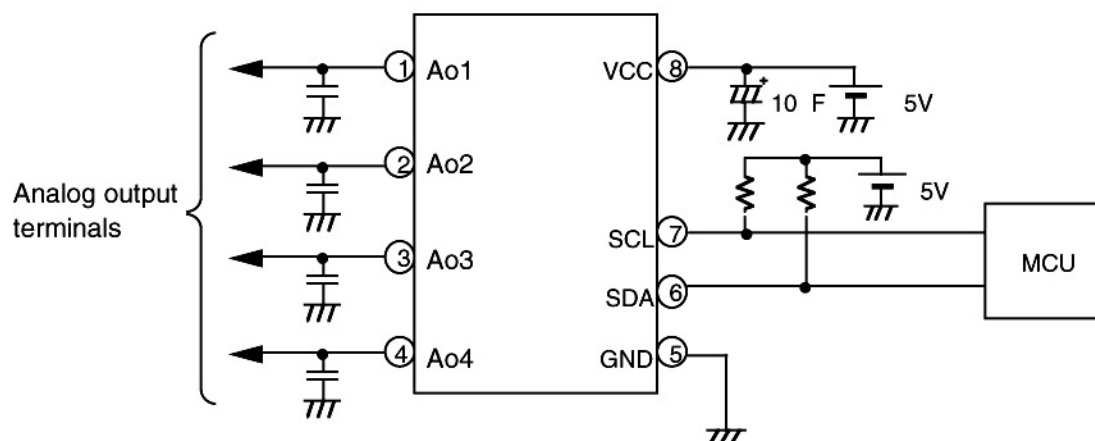 Analog output
terminals
1 Ao1
2 Ao2
3 Ao3
4 Ao4
VCC 8
SCL 7
SDA 6
GND 5
+
10 F
5V
5V
MCU